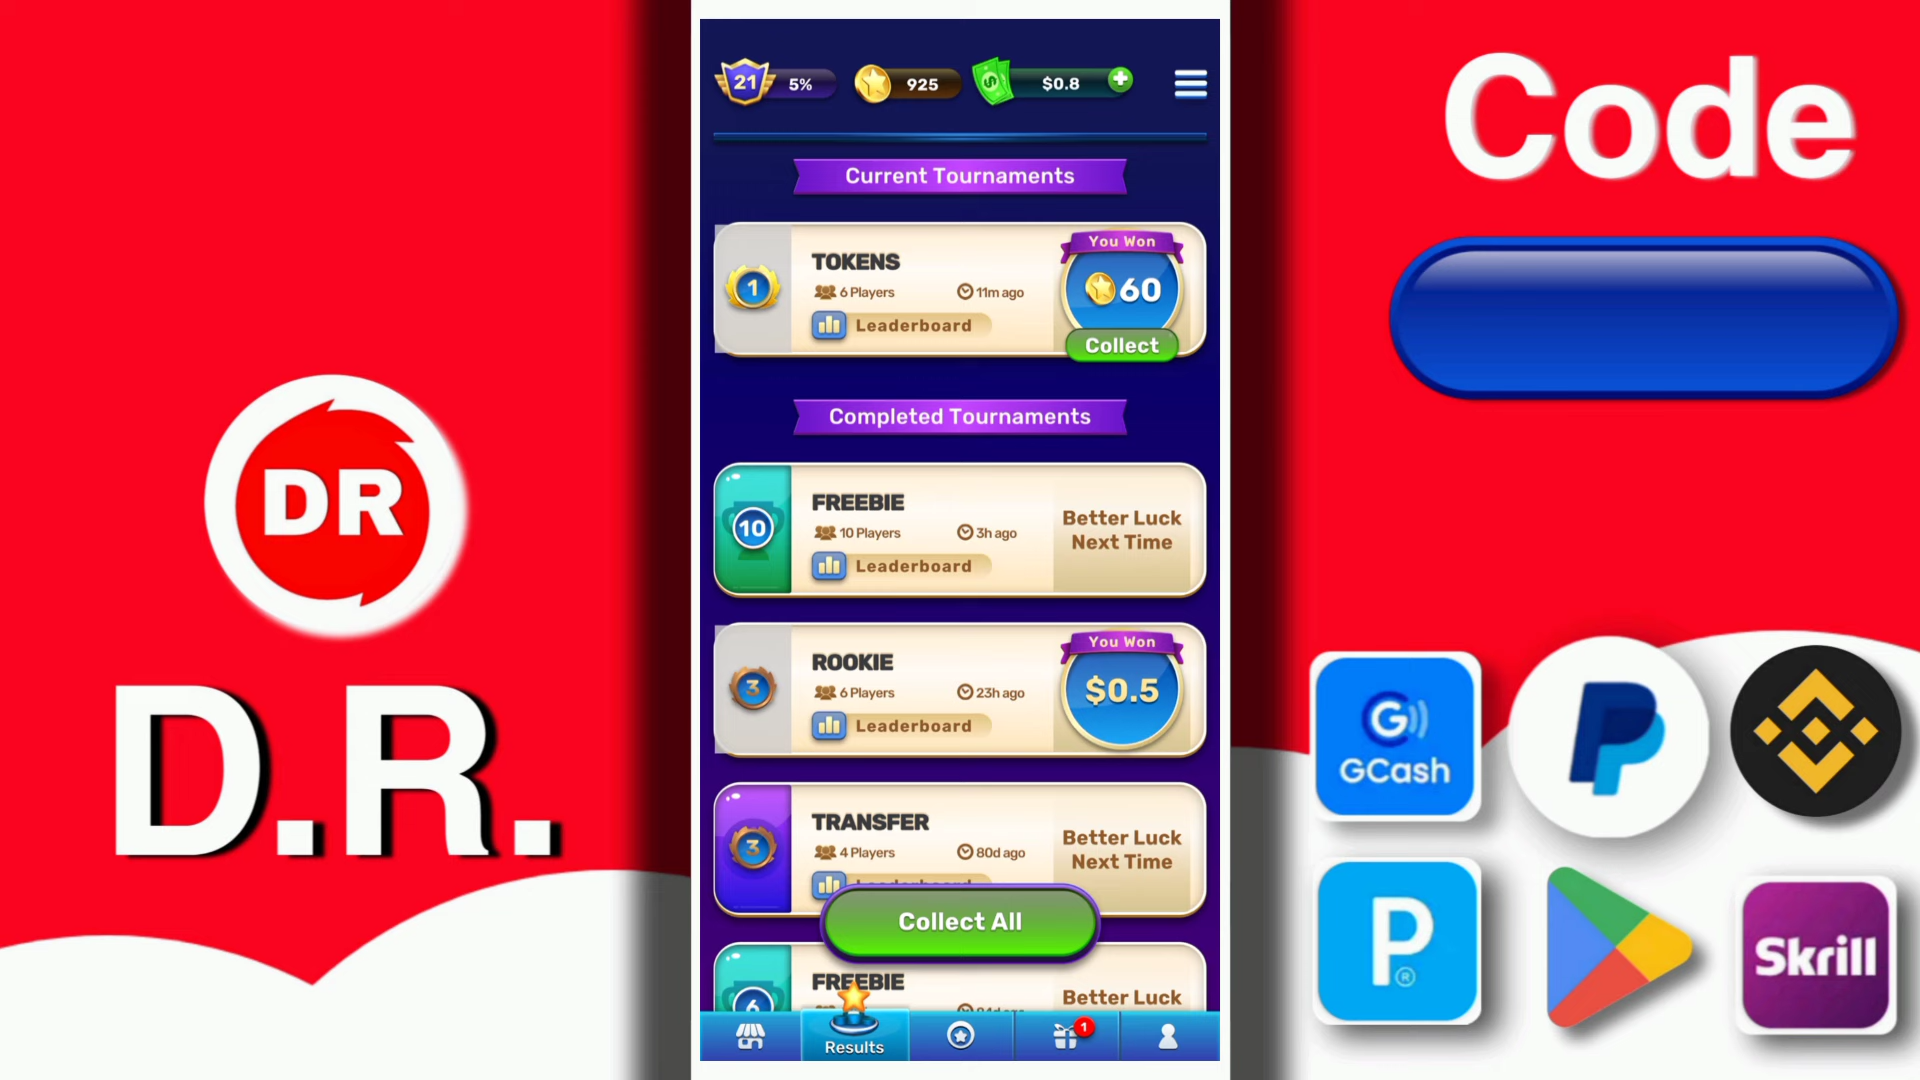 21
5%
925
$0.8
Code
Current Tournaments
1
TOKENS
6 Players
11m ago
Leaderboard
You Won
60
Collect
Completed Tournaments
10
FREEBIE
10 Players
3h ago
Leaderboard
Better Luck
Next Time
DR
D.R.
3
ROOKIE
6 Players
23h ago
Leaderboard
You Won
$0.5
3
TRANSFER
4 Players
80d ago
Better Luck
Next Time
Collect All
6
FREEBIE
Better Luck
Results
1
G
GCash
P
P
P®
Skrill